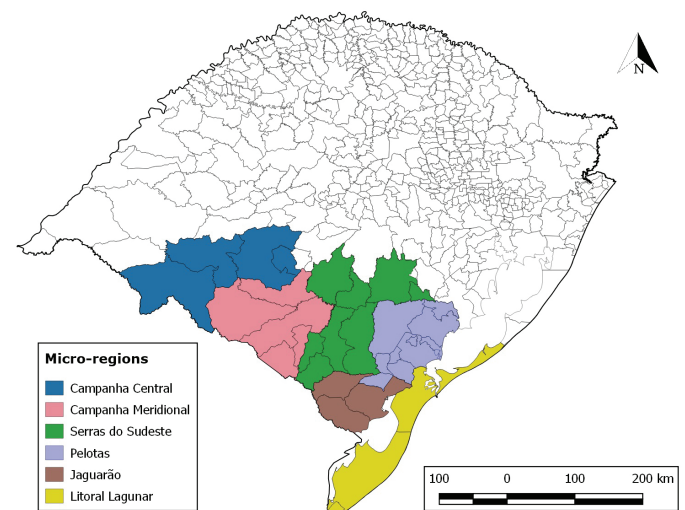 N
Micro-regions
Campanha Central
Campanha Meridional
Serras do Sudeste
Pelotas
Jaguarão
Litoral Lagunar
100 0 100 200 km